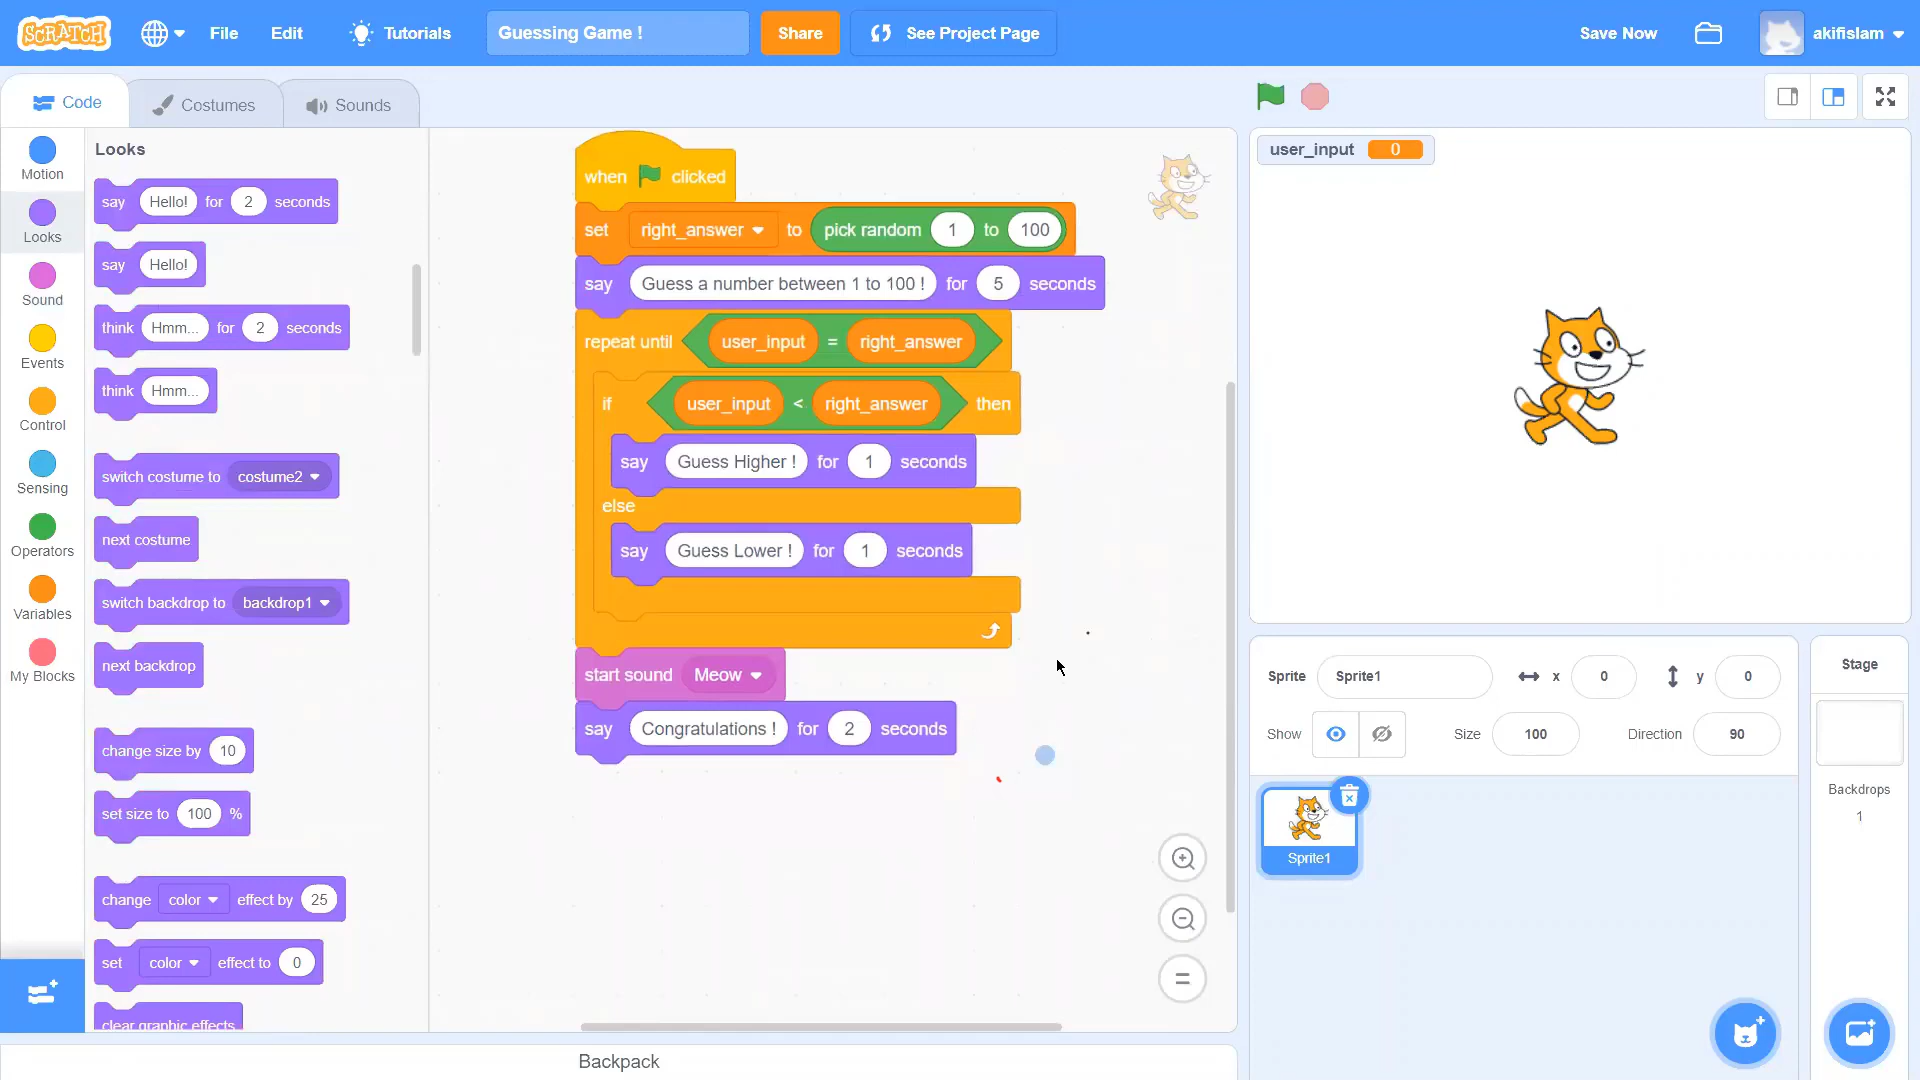 SCRATCH File Edit Tutorials Guessing Game ! Share See Project Page Save Now akifislam
Code Costumes Sounds
Motion
Looks
Sound
Events
Control
Sensing
Operators
Variables
My Blocks
Looks
say Hello! for 2 seconds
say Hello!
think Hmm... for 2 seconds
think Hmm...
switch costume to costume2
next costume
switch backdrop to backdrop1
next backdrop
change size by 10
set size to 100 %
change color effect by 25
set color effect to 0
clear graphic effects
when clicked
set right_answer to pick random 1 to 100
say Guess a number between 1 to 100 ! for 5 seconds
repeat until user_input = right_answer
if user_input < right_answer then
say Guess Higher ! for 1 seconds
else
say Guess Lower ! for 1 seconds
start sound Meow
say Congratulations ! for 2 seconds
Backpack
user_input 0
Sprite Sprite1 x 0 y 0
Show Size 100 Direction 90
Sprite1
Stage
Backdrops
1